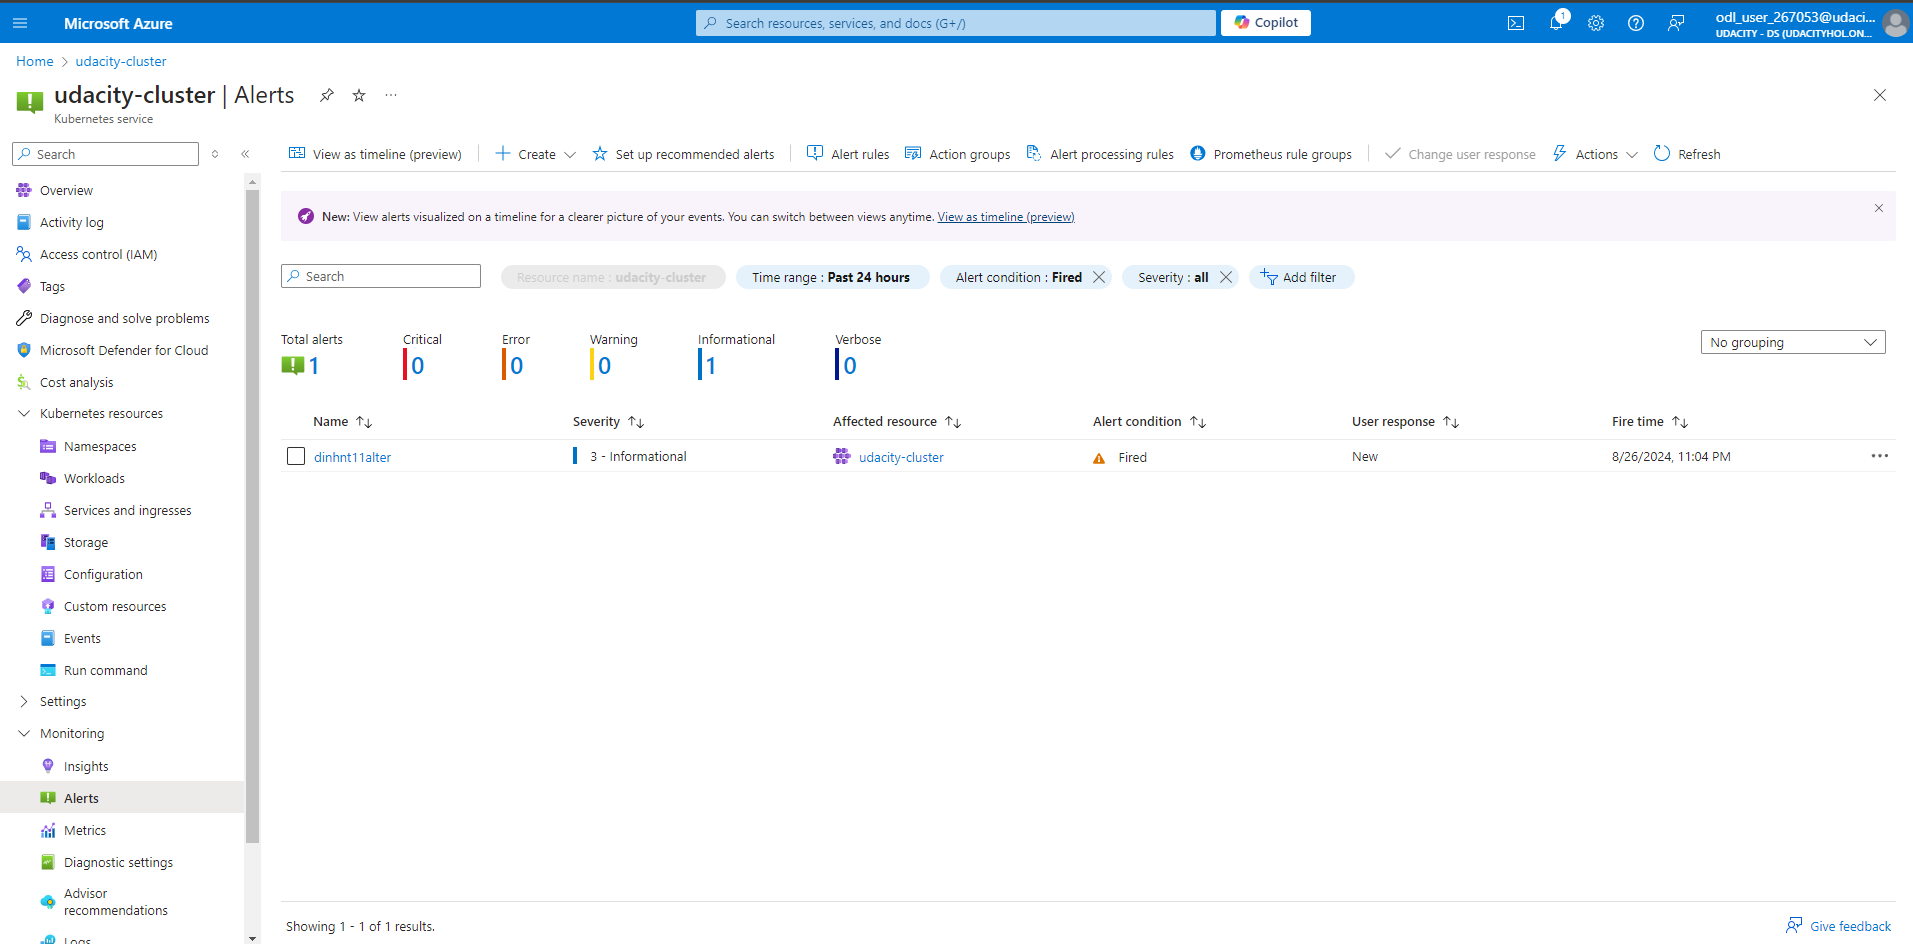 Microsoft Azure
Search resources, services, and docs (G+/)
Copilot
1
odl_user_267053@udaci...
UDACITY - DS (UDACITYHOL.ON...
Home > udacity-cluster
udacity-cluster | Alerts
Kubernetes service
Search
View as timeline (preview)
Create
Set up recommended alerts
Alert rules
Action groups
Alert processing rules
Prometheus rule groups
Change user response
Actions
Refresh
Overview
Activity log
Access control (IAM)
Tags
Diagnose and solve problems
Microsoft Defender for Cloud
Cost analysis
Kubernetes resources
Namespaces
Workloads
Services and ingresses
Storage
Configuration
Custom resources
Events
Run command
Settings
Monitoring
Insights
Alerts
Metrics
Diagnostic settings
Advisor
recommendations
Logs
New: View alerts visualized on a timeline for a clearer picture of your events. You can switch between views anytime. View as timeline (preview)
Search
Resource name : udacity-cluster
Time range : Past 24 hours
Alert condition : Fired
Severity : all
Add filter
Total alerts
1
Critical
0
Error
0
Warning
0
Informational
1
Verbose
0
No grouping
Name
Severity
Affected resource
Alert condition
User response
Fire time
dinhnt11alter
3 - Informational
udacity-cluster
Fired
New
8/26/2024, 11:04 PM
Showing 1 - 1 of 1 results.
Give feedback